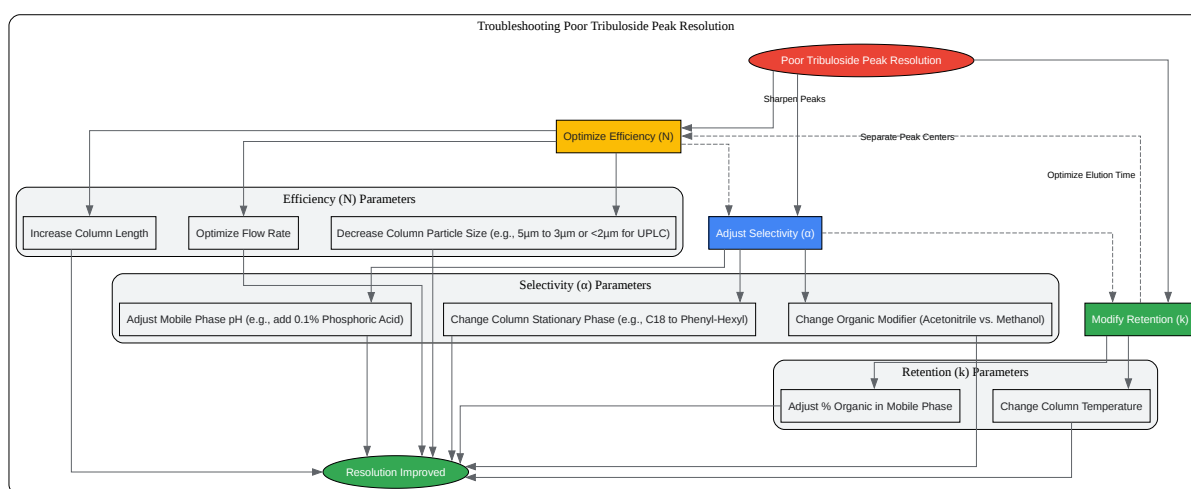 Troubleshooting Poor Tribuloside Peak Resolution
Poor Tribuloside Peak Resolution
Sharpen Peaks
Optimize Efficiency (N)
Separate Peak Centers
Optimize Elution Time
Efficiency (N) Parameters
Increase Column Length
Optimize Flow Rate
Decrease Column Particle Size (e.g., 5µm to 3µm or <2µm for UPLC)
Adjust Selectivity (α)
Selectivity (α) Parameters
Adjust Mobile Phase pH (e.g., add 0.1% Phosphoric Acid)
Change Column Stationary Phase (e.g., C18 to Phenyl-Hexyl)
Change Organic Modifier (Acetonitrile vs. Methanol)
Modify Retention (k)
Retention (k) Parameters
Adjust % Organic in Mobile Phase
Change Column Temperature
Resolution Improved